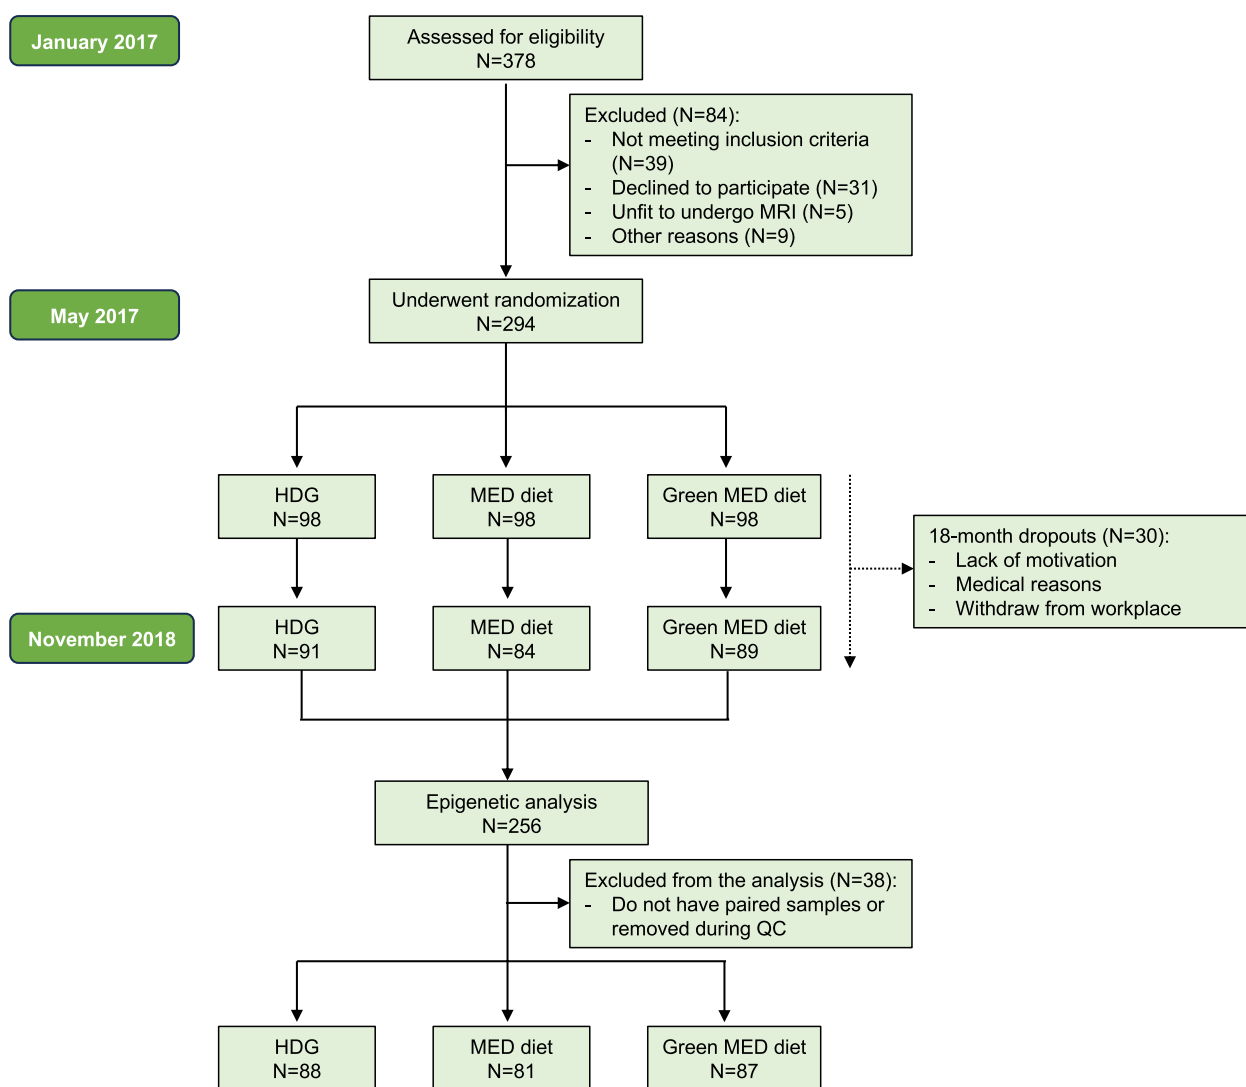 January 2017
Assessed for eligibility
N=378
Excluded (N=84):
- Not meeting inclusion criteria
(N=39)
- Declined to participate (N=31)
- Unfit to undergo MRI (N=5)
- Other reasons (N=9)
May 2017
Underwent randomization
N=294
HDG
N=98
MED diet
N=98
Green MED diet
N=98
18-month dropouts (N=30):
- Lack of motivation
- Medical reasons
- Withdraw from workplace
November 2018
HDG
N=91
MED diet
N=84
Green MED diet
N=89
Epigenetic analysis
N=256
Excluded from the analysis (N=38):
- Do not have paired samples or
removed during QC
HDG
N=88
MED diet
N=81
Green MED diet
N=87